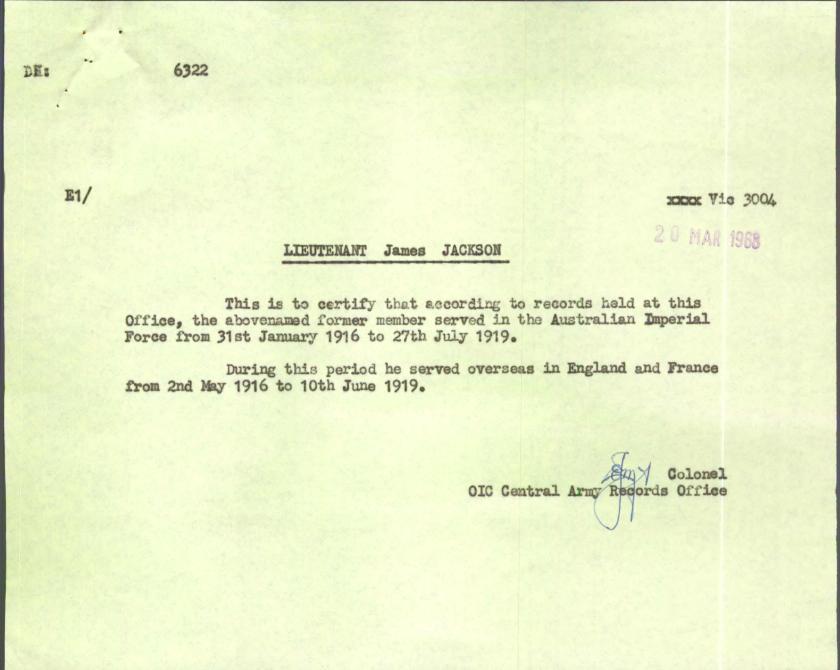 DH: 6322
E1/
xxxx Vic 3004
20 MAR 1968
LIEUTENANT James JACKSON
This is to certify that according to records held at this
Office, the abovenamed former member served in the Australian Imperial
Force from 31st January 1916 to 27th July 1919.
During this period he served overseas in England and France
from 2nd May 1916 to 10th June 1919.
Colonel
OIC Central Army Records Office